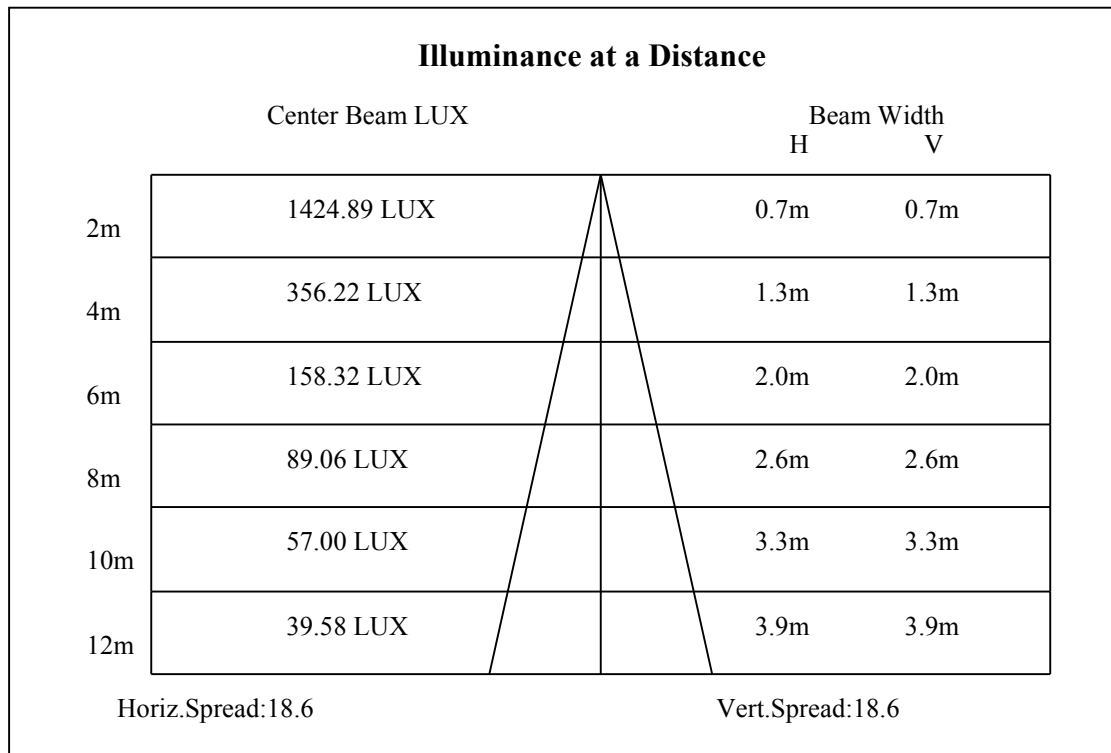 Illuminance at a Distance
Center Beam LUX Beam Width
H V
2m 1424.89 LUX 0.7m 0.7m
4m 356.22 LUX 1.3m 1.3m
6m 158.32 LUX 2.0m 2.0m
8m 89.06 LUX 2.6m 2.6m
10m 57.00 LUX 3.3m 3.3m
12m 39.58 LUX 3.9m 3.9m
Horiz.Spread:18.6 Vert.Spread:18.6